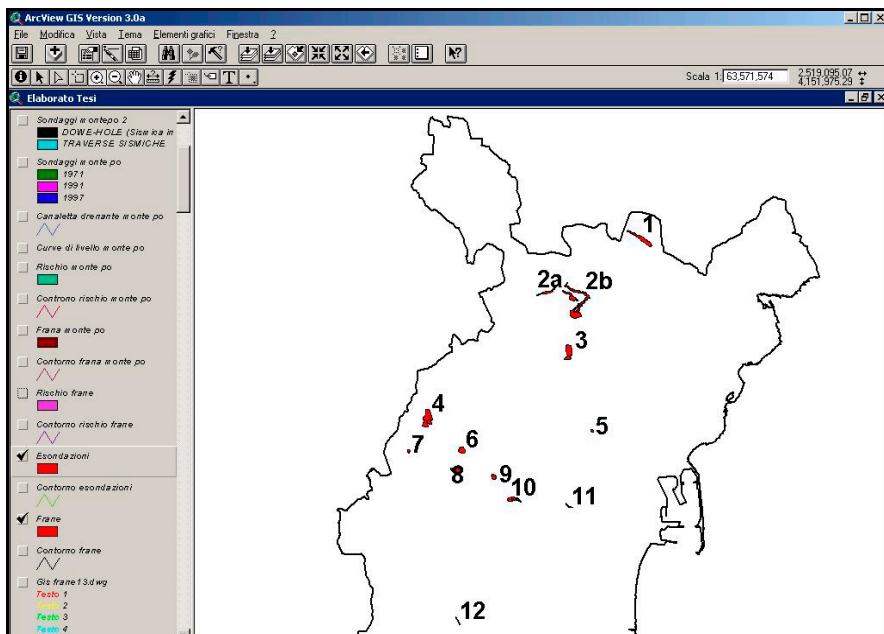 ArcView GIS Version 3.0a
File Modifica Vista Tema Elementi grafici Finestra ?
Scala 1: 63,571,574
2,519,095.07
4,151,975.29
Elaborato Tesi
Sondaggi montepo 2
DOWE-HOLE (Sismica in
TRAVERSE SISMICHE
Sondaggi monte po
1971
1991
1997
Canaletta drenante monte po
Curve di livello monte po
Rischio monte po
Controno rischio monte po
Frana monte po
Contorno frana monte po
Rischio frane
Contorno rischio frane
Esondazioni
Contorno esondazioni
Frane
Contorno frane
Gis frane13.dwg
Testo 1
Testo 2
Testo 3
Testo 4
1
2a 2b
3
4
5
6
7
8
9
10
11
12